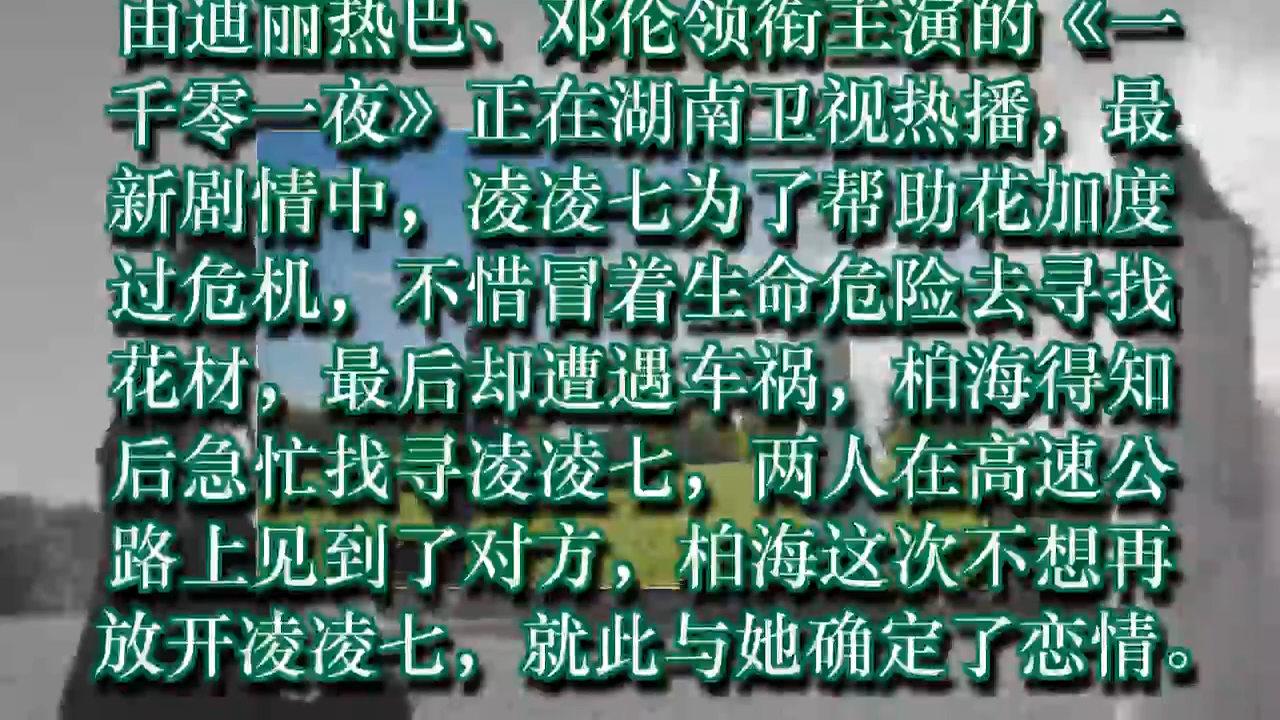 由迪丽热巴、邓伦领衔主演的《一
千零一夜》正在湖南卫视热播，最
新剧情中，凌凌七为了帮助花加度
过危机，不惜冒着生命危险去寻找
花材，最后却遭遇车祸，柏海得知
后急忙找寻凌凌七，两人在高速公
路上见到了对方，柏海这次不想再
放开凌凌七，就此与她确定了恋情。